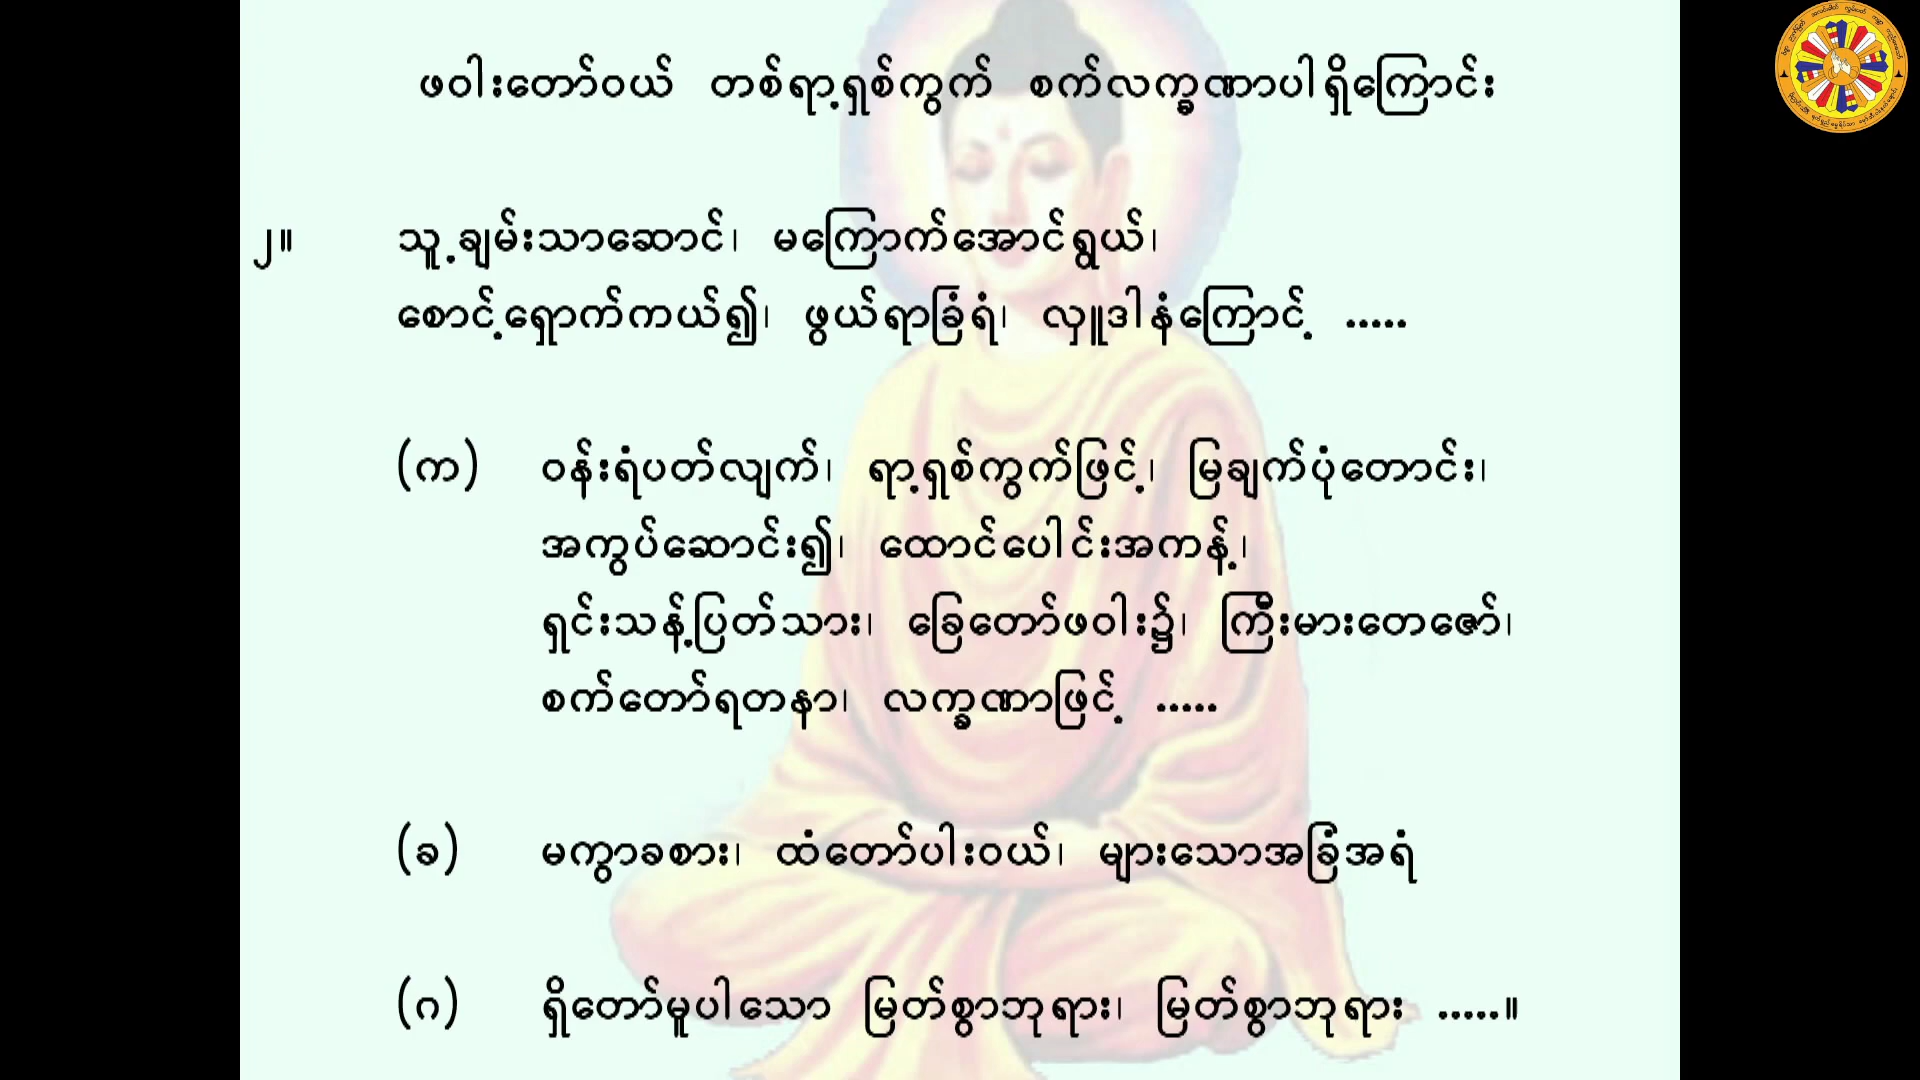 ဖဝါးတော်ဝယ် တစ်ရာ့ရှစ်ကွက် စက်လက္ခဏာပါရှိကြောင်း
၂။ သူ့ချမ်းသာဆောင်၊ မကြောက်အောင်ရွယ်၊
စောင့်ရှောက်ကယ်၍၊ ဖွယ်ရာခြံရံ၊ လှူဒါနံကြောင့် .....
(က) ဝန်းရံပတ်လျက်၊ ရာ့ရှစ်ကွက်ဖြင့်၊ မြချက်ပုံတောင်း၊
အကွပ်ဆောင်း၍၊ ထောင်ပေါင်းအကန့်၊
ရှင်းသန့်ပြတ်သား၊ ခြေတော်ဖဝါး၌၊ ကြီးမားတေဇော်၊
စက်တော်ရတနာ၊ လက္ခဏာဖြင့် .....
(ခ) မကွာခစား၊ ထံတော်ပါးဝယ်၊ များသောအခြံအရံ
(ဂ) ရှိတော်မူပါသော မြတ်စွာဘုရား၊ မြတ်စွာဘုရား .....။